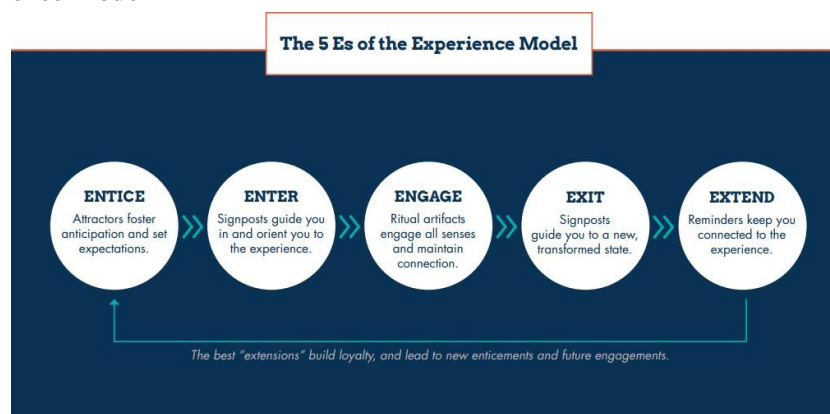 The 5 Es of the Experience Model
ENTICE
Attractors foster
anticipation and set
expectations.
ENTER
Signposts guide you
in and orient you to
the experience.
ENGAGE
Ritual artifacts
engage all senses
and maintain
connection.
EXIT
Signposts
guide you to a new,
transformed state.
EXTEND
Reminders keep you
connected to the
experience.
The best “extensions” build loyalty, and lead to new enticements and future engagements.